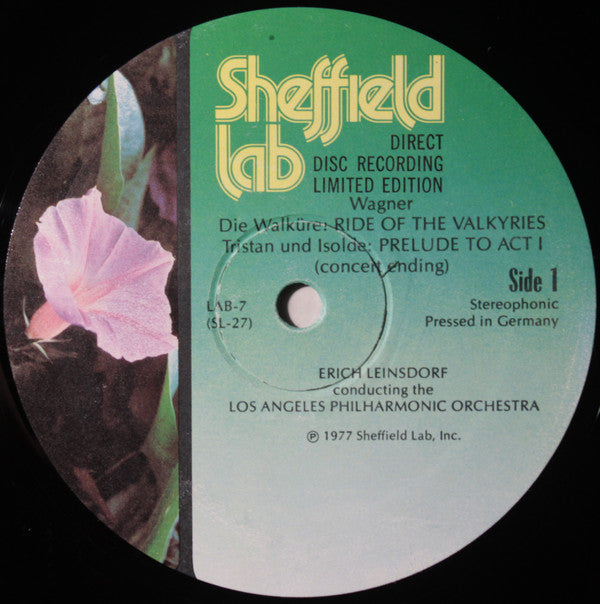 Sheffield
lab
DIRECT
DISC RECORDING
LIMITED EDITION
Wagner
Die Walküre: RIDE OF THE VALKYRIES
Tristan und Isolde: PRELUDE TO ACT I
(concert ending)
Side 1
LAB-7
(SL-27)
Stereophonic
Pressed in Germany
ERICH LEINSDORF
conducting the
LOS ANGELES PHILHARMONIC ORCHESTRA
℗ 1977 Sheffield Lab, Inc.